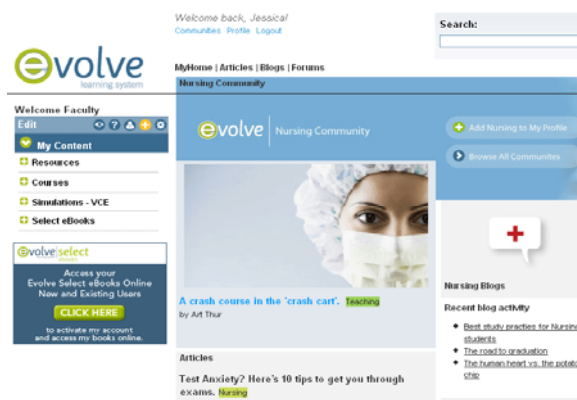 Welcome back, Jessica!
Communities Profile Logout
Search:
evolve
learning system
MyHome | Articles | Blogs | Forums
Nursing Community
Welcome Faculty
Edit
My Content
Resources
Courses
Simulations - VCE
Select eBooks
evolve Nursing Community
Add Nursing to My Profile
Browse All Communites
evolve select
Access your
Evolve Select eBooks Online
New and Existing Users
CLICK HERE
to activate my account
and access my books online.
A crash course in the 'crash cart'. Teaching
by Art Thur
Articles
Test Anxiety? Here's 10 tips to get you through
exams. Nursing
Nursing Blogs
Recent blog activity
Best study practies for Nursing
students
The road to graduation
The human heart vs. the potato
chip